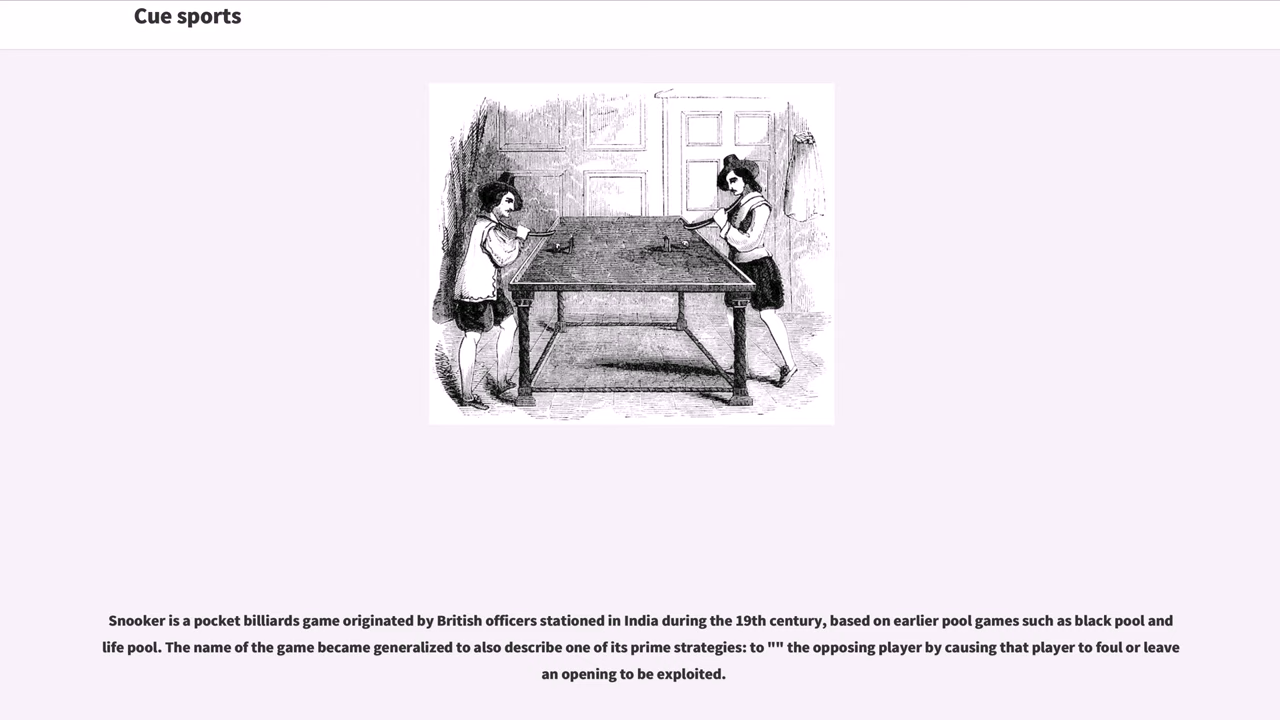 Cue sports
Snooker is a pocket billiards game originated by British officers stationed in India during the 19th century, based on earlier pool games such as black pool and
life pool. The name of the game became generalized to also describe one of its prime strategies: to "" the opposing player by causing that player to foul or leave
an opening to be exploited.